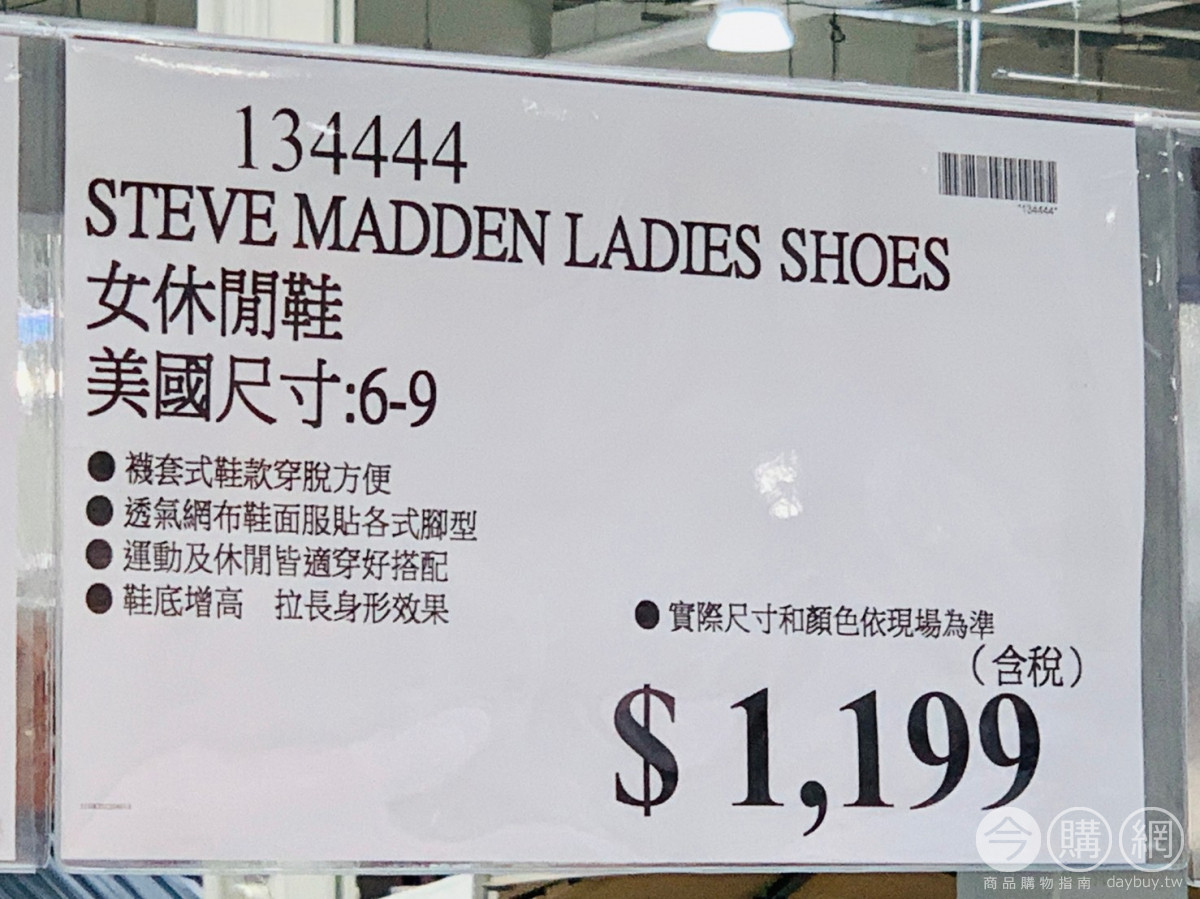 134444
*134444*
STEVE MADDEN LADIES SHOES
女休閒鞋
美國尺寸:6-9
● 襪套式鞋款穿脫方便
● 透氣網布鞋面服貼各式腳型
● 運動及休閒皆適穿好搭配
● 鞋底增高 拉長身形效果
● 實際尺寸和顏色依現場為準
(含稅)
$ 1,199
今購網
商品購物指南 daybuy.tw